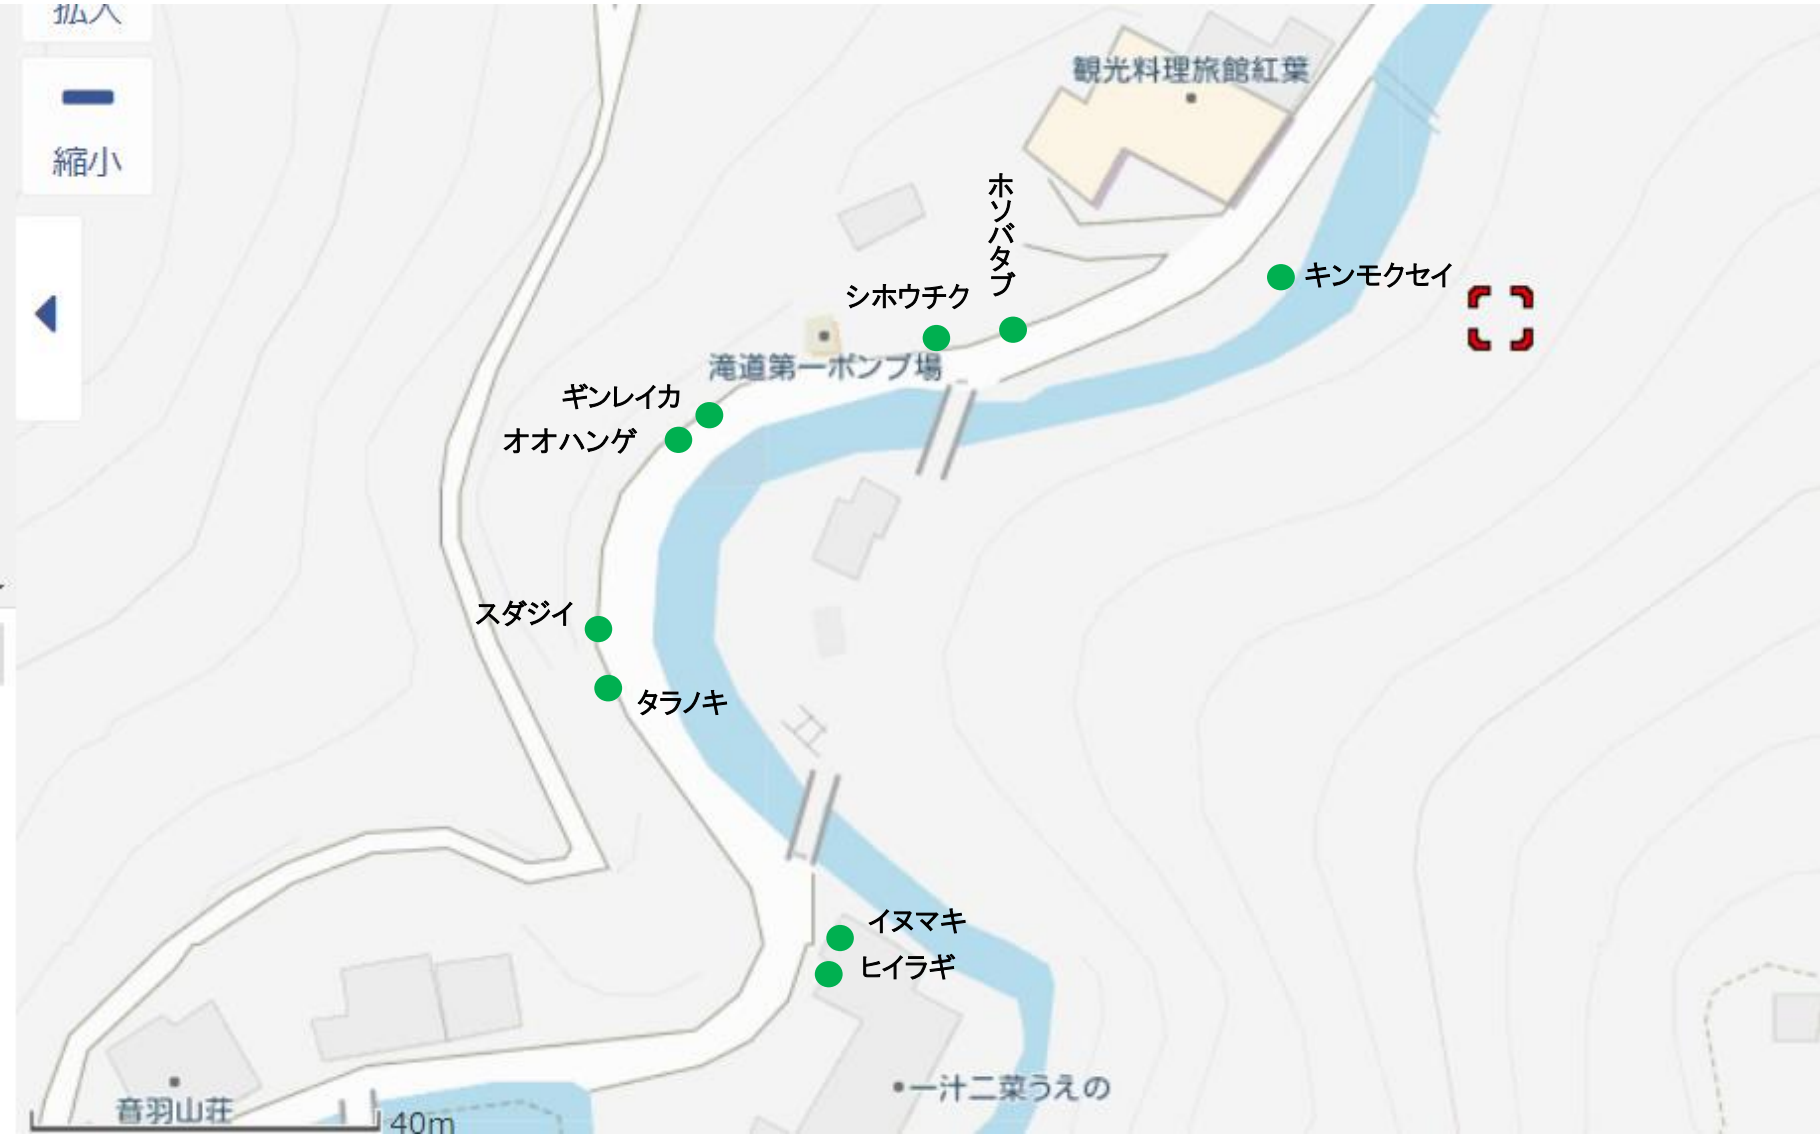 拡大
縮小
観光料理旅館紅葉
ホソバタブ
キンモクセイ
シホウチク
滝道第一ポンプ場
ギンレイカ
オオハンゲ
スダジイ
タラノキ
イヌマキ
ヒイラギ
一汁二菜うえの
音羽山荘
40m